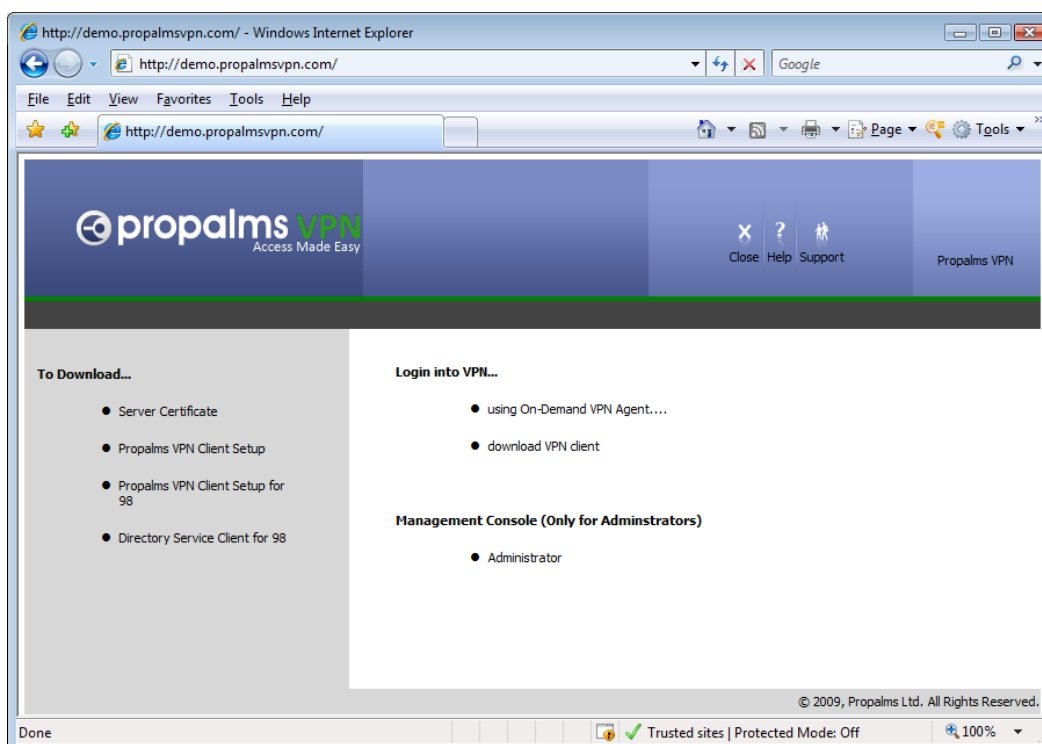 http://demo.propalmsvpn.com/ - Windows Internet Explorer
http://demo.propalmsvpn.com/
Google
File Edit View Favorites Tools Help
http://demo.propalmsvpn.com/
Page Tools
propalms VPN
Access Made Easy
Close Help Support
Propalms VPN
To Download...
Server Certificate
Propalms VPN Client Setup
Propalms VPN Client Setup for
98
Directory Service Client for 98
Login into VPN...
using On-Demand VPN Agent....
download VPN client
Management Console (Only for Adminstrators)
Administrator
© 2009, Propalms Ltd. All Rights Reserved.
Done
Trusted sites | Protected Mode: Off
100%